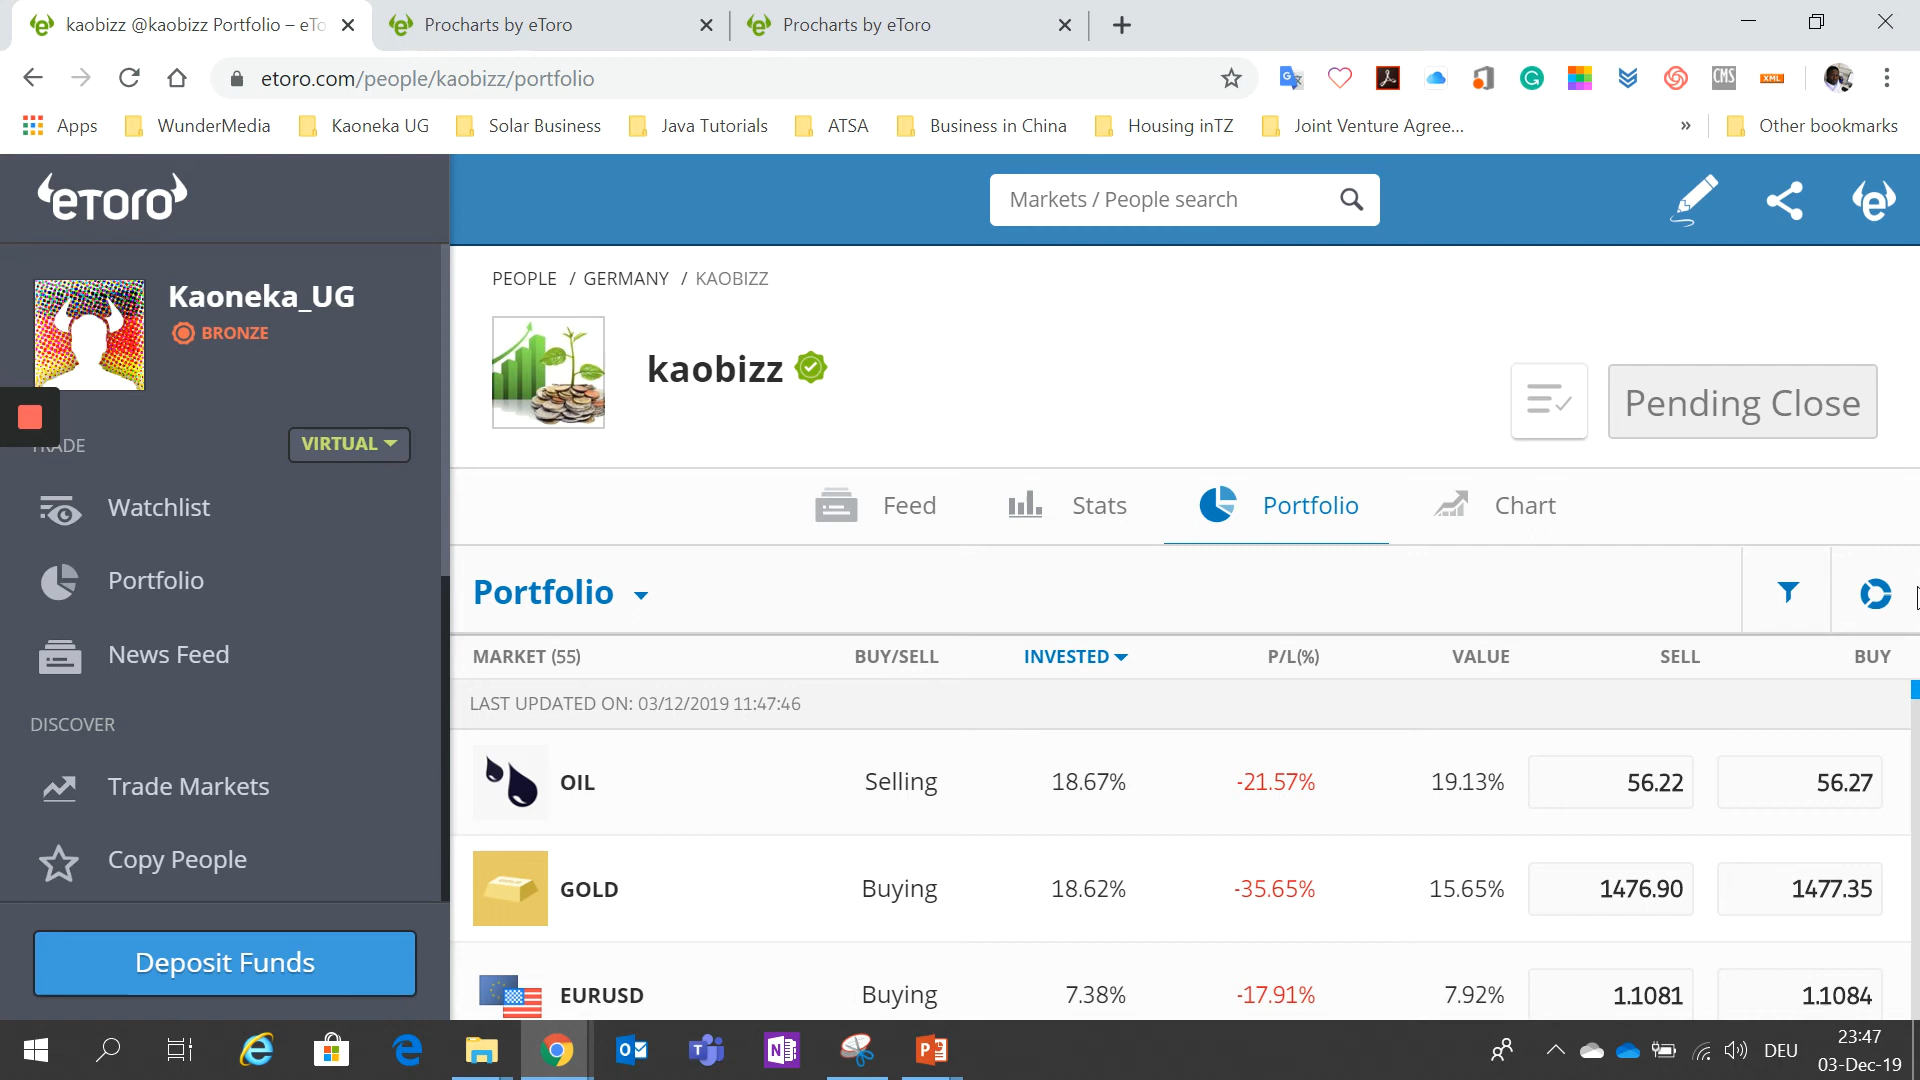 kaobizz @kaobizz Portfolio – eTo
Procharts by eToro
Procharts by eToro
etoro.com/people/kaobizz/portfolio
CMS
XML
Apps
WunderMedia
Kaoneka UG
Solar Business
Java Tutorials
ATSA
Business in China
Housing inTZ
Joint Venture Agree...
»
Other bookmarks
eToro
Markets / People search
PEOPLE / GERMANY / KAOBIZZ
Kaoneka_UG
BRONZE
kaobizz
Pending Close
TRADE
VIRTUAL
Watchlist
Portfolio
News Feed
DISCOVER
Trade Markets
Copy People
Deposit Funds
Feed
Stats
Portfolio
Chart
Portfolio
MARKET (55) BUY/SELL INVESTED P/L(%) VALUE SELL BUY
LAST UPDATED ON: 03/12/2019 11:47:46
OIL Selling 18.67% -21.57% 19.13% 56.22 56.27
GOLD Buying 18.62% -35.65% 15.65% 1476.90 1477.35
EURUSD Buying 7.38% -17.91% 7.92% 1.1081 1.1084
DEU
23:47
03-Dec-19